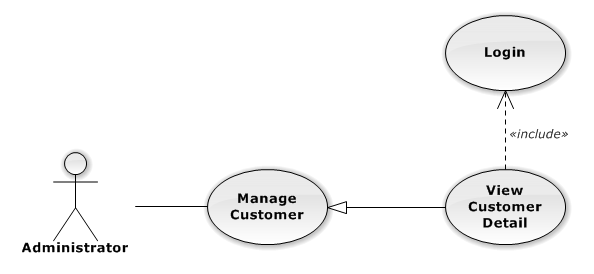 Login
«include»
Manage
Customer
View
Customer
Detail
Administrator